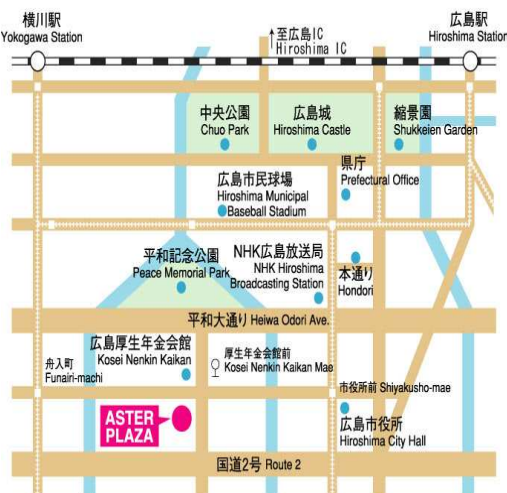 横川駅
Yokogawa Station
至広島IC
Hiroshima IC
広島駅
Hiroshima Station
中央公園
Chuo Park
広島城
Hiroshima Castle
縮景園
Shukkeien Garden
県庁
Prefectural Office
広島市民球場
Hiroshima Municipal
Baseball Stadium
平和記念公園
Peace Memorial Park
NHK広島放送局
NHK Hiroshima
Broadcasting Station
本通り
Hondori
平和大通り Heiwa Odori Ave.
広島厚生年金会館
Kosei Nenkin Kaikan
厚生年金会館前
Kosei Nenkin Kaikan Mae
舟入町
Funairi-machi
市役所前 Shiyakusho-mae
ASTER
PLAZA
広島市役所
Hiroshima City Hall
国道2号 Route 2